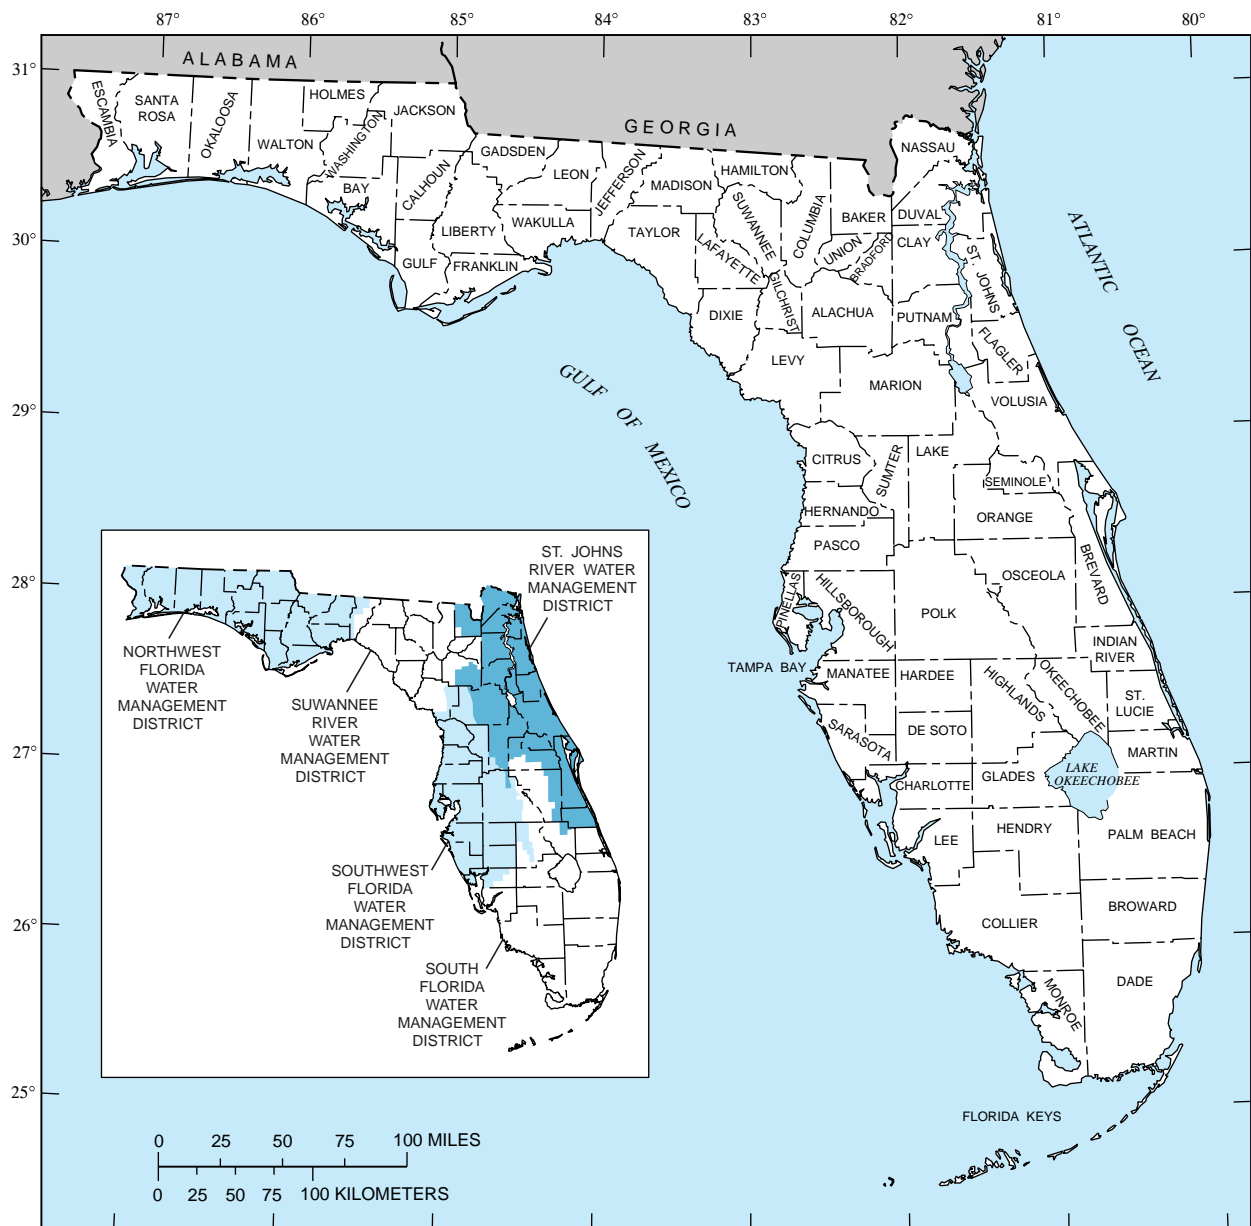 87° 86° 85° 84° 83° 82° 81° 80°
31°
30°
29°
28°
27°
26°
25°
ALABAMA
GEORGIA
ESCAMBIA
SANTA
ROSA
OKALOOSA
WALTON
HOLMES
WASHINGTON
JACKSON
BAY
CALHOUN
GULF
GADSDEN
LIBERTY
FRANKLIN
LEON
WAKULLA
JEFFERSON
MADISON
TAYLOR
HAMILTON
SUWANNEE
LAFAYETTE
DIXIE
COLUMBIA
GILCHRIST
BAKER
UNION
BRADFORD
NASSAU
DUVAL
CLAY
ST. JOHNS
ALACHUA
PUTNAM
FLAGLER
LEVY
MARION
VOLUSIA
CITRUS
SUMTER
LAKE
SEMINOLE
HERNANDO
ORANGE
PASCO
BREVARD
OSCEOLA
PINELLAS
HILLSBOROUGH
POLK
INDIAN
RIVER
TAMPA BAY
MANATEE
HARDEE
HIGHLANDS
OKEECHOBEE
ST.
LUCIE
SARASOTA
DE SOTO
MARTIN
CHARLOTTE
GLADES
LAKE
OKEECHOBEE
LEE
HENDRY
PALM BEACH
COLLIER
BROWARD
MONROE
DADE
FLORIDA KEYS
GULF OF MEXICO
ATLANTIC OCEAN
ST. JOHNS
RIVER WATER
MANAGEMENT
DISTRICT
NORTHWEST
FLORIDA
WATER
MANAGEMENT
DISTRICT
SUWANNEE
RIVER
WATER
MANAGEMENT
DISTRICT
SOUTHWEST
FLORIDA
WATER
MANAGEMENT
DISTRICT
SOUTH
FLORIDA
WATER
MANAGEMENT
DISTRICT
0 25 50 75 100 MILES
0 25 50 75 100 KILOMETERS